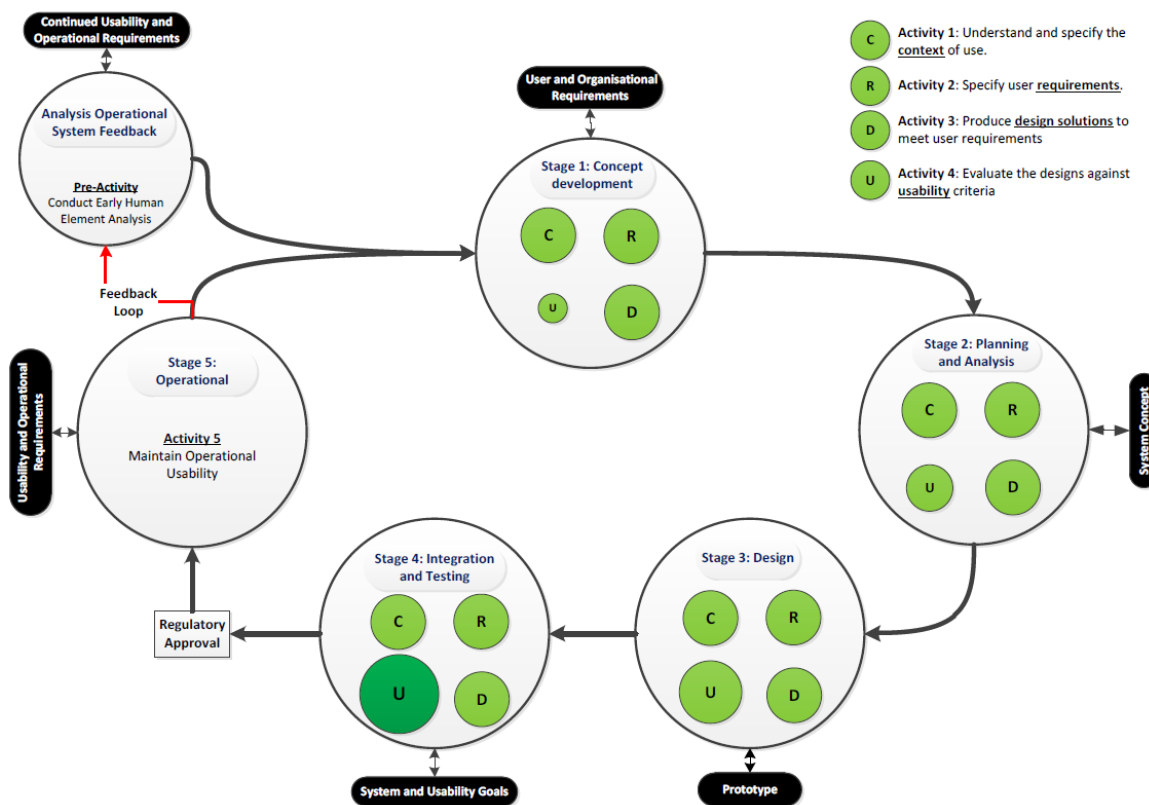 Continued Usability and
Operational Requirements
Analysis Operational
System Feedback
Pre-Activity
Conduct Early Human
Element Analysis
Feedback
Loop
User and Organisational
Requirements
Stage 1: Concept
development
C
R
U
D
C
Activity 1: Understand and specify the
context of use.
R
Activity 2: Specify user requirements.
D
Activity 3: Produce design solutions to
meet user requirements
U
Activity 4: Evaluate the designs against
usability criteria
Stage 2: Planning
and Analysis
C
R
U
D
System Concept
Stage 3: Design
C
R
U
D
Prototype
Stage 4: Integration
and Testing
C
R
U
D
System and Usability Goals
Regulatory
Approval
Stage 5:
Operational
Activity 5
Maintain Operational
Usability
Usability and Operational
Requirements